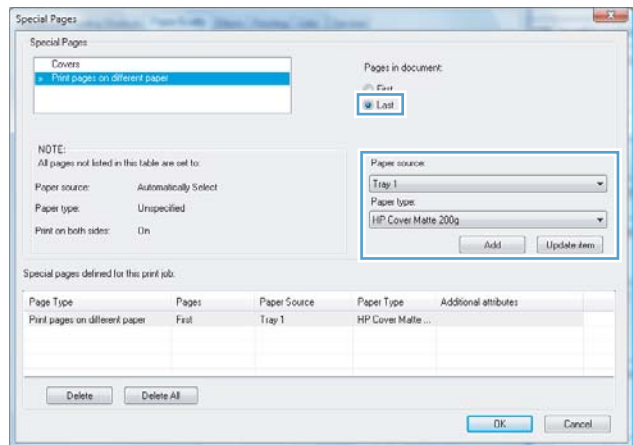 Special Pages
Special Pages
Covers
» Print pages on different paper
Pages in document:
First
Last
NOTE:
All pages not listed in this table are set to:
Paper source: Automatically Select
Paper type: Unspecified
Print on both sides: On
Paper source:
Tray 1
Paper type:
HP Cover Matte 200g
Add Update item
Special pages defined for this print job:
Page Type Pages Paper Source Paper Type Additional attributes
Print pages on different paper First Tray 1 HP Cover Matte ...
Delete Delete All
OK Cancel